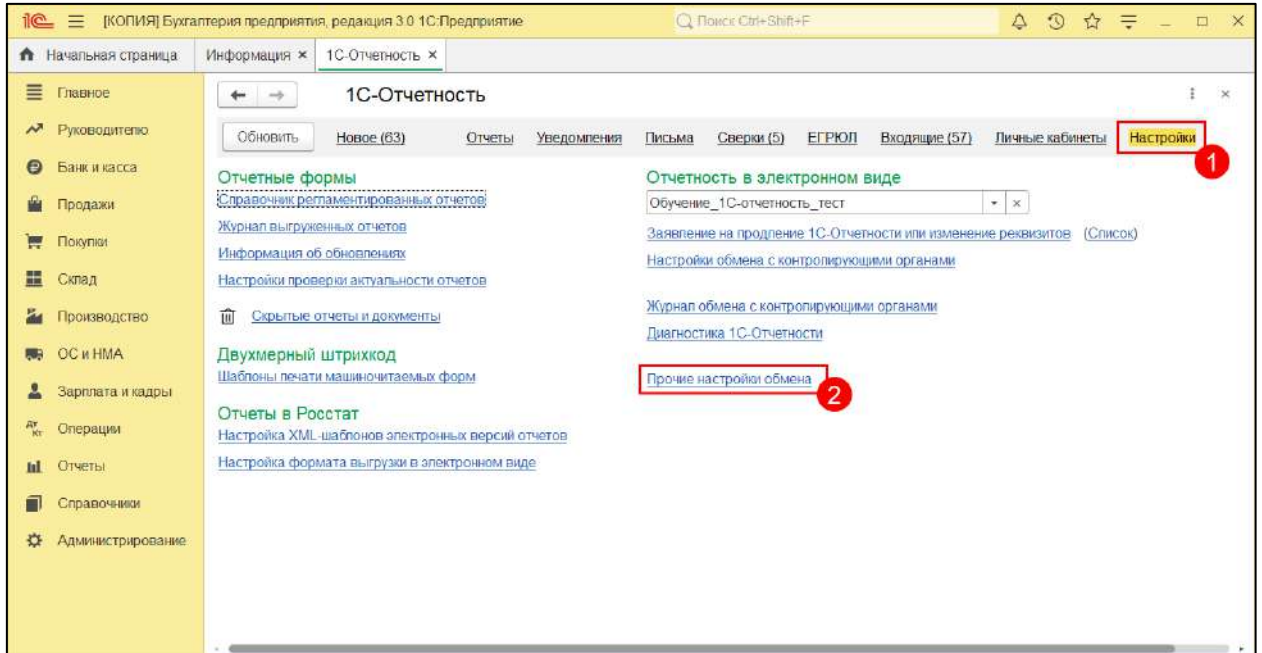 1С [КОПИЯ] Бухгалтерия предприятия, редакция 3.0 1С:Предприятие Поиск Ctrl+Shift+F
Начальная страница Информация × 1С-Отчетность ×
Главное
Руководителю
Банк и касса
Продажи
Покупки
Склад
Производство
ОС и НМА
Зарплата и кадры
Дт Кт Операции
Отчеты
Справочники
Администрирование
1С-Отчетность
Обновить Новое (63) Отчеты Уведомления Письма Сверки (5) ЕГРЮЛ Входящие (57) Личные кабинеты Настройки
1
Отчетные формы
Справочник регламентированных отчетов
Журнал выгруженных отчетов
Информация об обновлениях
Настройки проверки актуальности отчетов
Скрытые отчеты и документы
Двухмерный штрихкод
Шаблоны печати машиночитаемых форм
Отчеты в Росстат
Настройка XML-шаблонов электронных версий отчетов
Настройка формата выгрузки в электронном виде
Отчетность в электронном виде
Обучение_1С-отчетность_тест
Заявление на продление 1С-Отчетности или изменение реквизитов (Список)
Настройки обмена с контролирующими органами
Журнал обмена с контролирующими органами
Диагностика 1С-Отчетности
Прочие настройки обмена
2